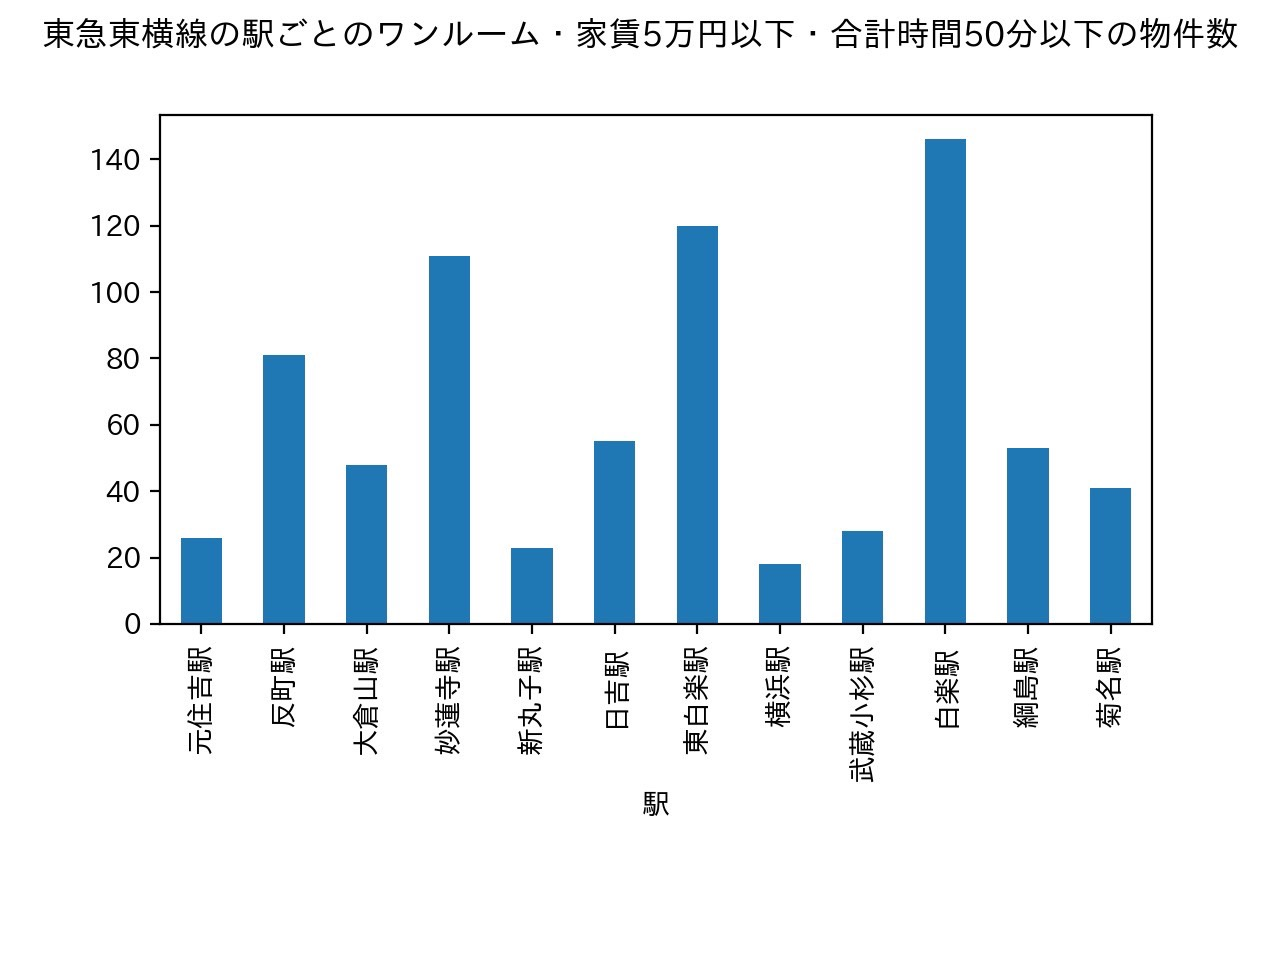 東急東横線の駅ごとのワンルーム・家賃5万円以下・合計時間50分以下の物件数
140
120
100
80
60
40
20
0
元住吉駅
反町駅
大倉山駅
妙蓮寺駅
新丸子駅
日吉駅
東白楽駅
横浜駅
武蔵小杉駅
白楽駅
綱島駅
菊名駅
駅